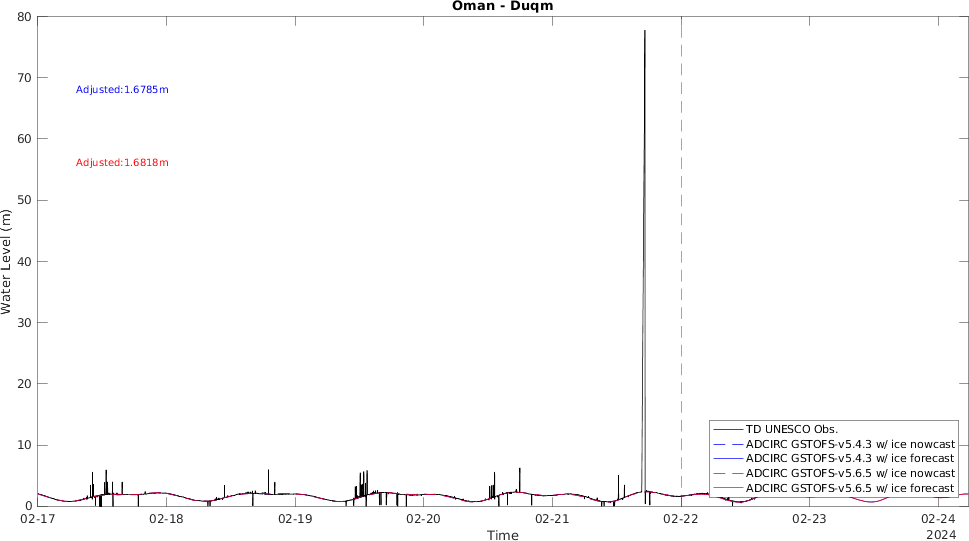 Oman - Duqm
80
70
60
50
40
30
20
10
0
Water Level (m)
Adjusted:1.6785m
Adjusted:1.6818m
TD UNESCO Obs.
ADCIRC GSTOFS-v5.4.3 w/ ice nowcast
ADCIRC GSTOFS-v5.4.3 w/ ice forecast
ADCIRC GSTOFS-v5.6.5 w/ ice nowcast
ADCIRC GSTOFS-v5.6.5 w/ ice forecast
02-17 02-18 02-19 02-20 02-21 02-22 02-23 02-24
Time 2024